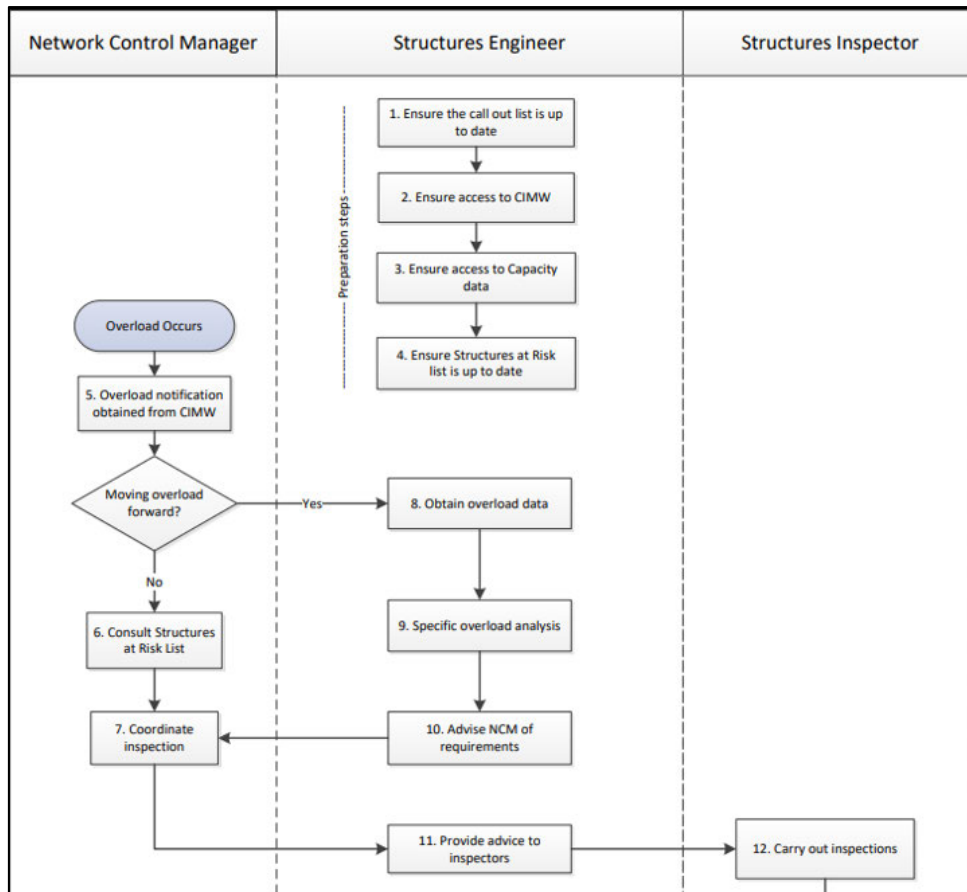 Network Control Manager
Structures Engineer
Structures Inspector
Preparation steps
1. Ensure the call out list is up
to date
2. Ensure access to CIMW
3. Ensure access to Capacity
data
4. Ensure Structures at Risk
list is up to date
Overload Occurs
5. Overload notification
obtained from CIMW
Moving overload
forward?
Yes
8. Obtain overload data
No
6. Consult Structures
at Risk List
9. Specific overload analysis
7. Coordinate
inspection
10. Advise NCM of
requirements
11. Provide advice to
inspectors
12. Carry out inspections